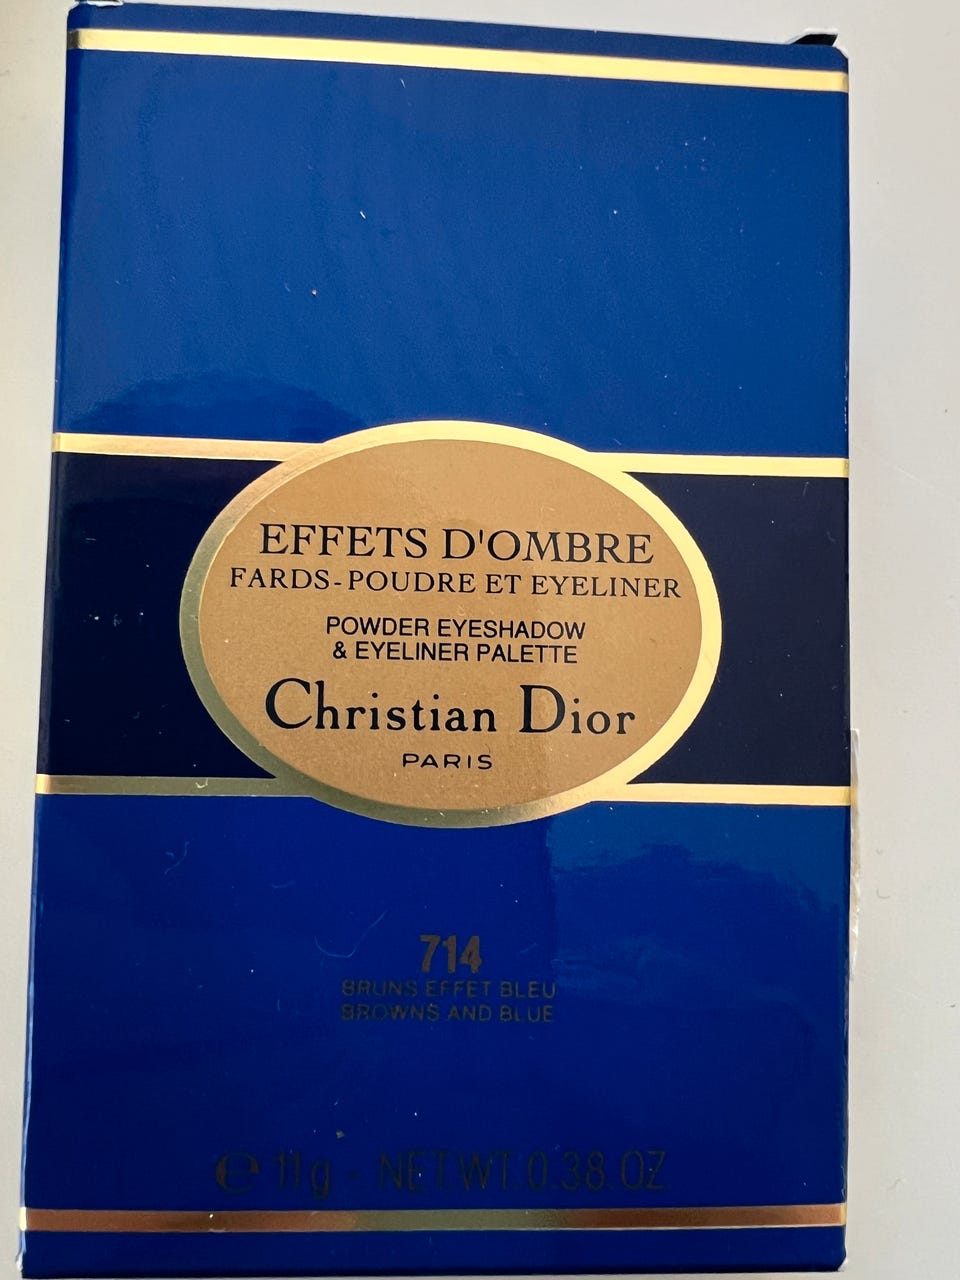 EFFETS D'OMBRE
FARDS-POUDRE ET EYELINER
POWDER EYESHADOW
& EYELINER PALETTE
Christian Dior
PARIS
714
BRUNS EFFET BLEU
BROWNS AND BLUE
℮ 11g - NET.WT.0.38.OZ.